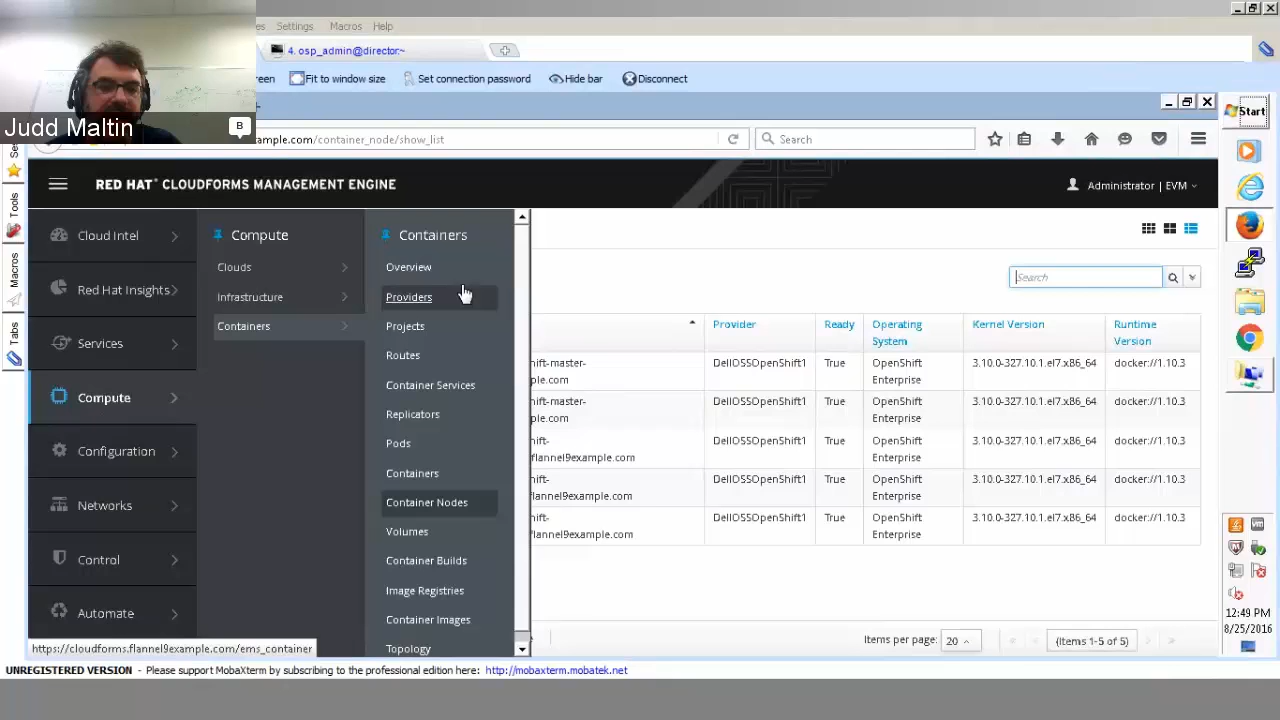 es Settings Macros Help
4. osp_admin@director:~
een Fit to window size Set connection password Hide bar Disconnect
Judd Maltin
B
ample.com/container_node/show_list
Search
Start
RED HAT® CLOUDFORMS MANAGEMENT ENGINE
Administrator | EVM
Tools
Macros
Tabs
Cloud Intel
Red Hat Insights
Services
Compute
Configuration
Networks
Control
Automate
Compute
Clouds
Infrastructure
Containers
Containers
Overview
Providers
Projects
Routes
Container Services
Replicators
Pods
Containers
Container Nodes
Volumes
Container Builds
Image Registries
Container Images
Topology
Search
Provider Ready Operating System Kernel Version Runtime Version
shift-master-
ple.com DellOSSOpenShift1 True OpenShift Enterprise 3.10.0-327.10.1.el7.x86_64 docker://1.10.3
shift-master-
ple.com DellOSSOpenShift1 True OpenShift Enterprise 3.10.0-327.10.1.el7.x86_64 docker://1.10.3
hift-
flannel9example.com DellOSSOpenShift1 True OpenShift Enterprise 3.10.0-327.10.1.el7.x86_64 docker://1.10.3
hift-
flannel9example.com DellOSSOpenShift1 True OpenShift Enterprise 3.10.0-327.10.1.el7.x86_64 docker://1.10.3
hift-
flannel9example.com DellOSSOpenShift1 True OpenShift Enterprise 3.10.0-327.10.1.el7.x86_64 docker://1.10.3
Items per page: 20 (Items 1-5 of 5)
12:49 PM
8/25/2016
https://cloudforms.flannel9example.com/ems_container
UNREGISTERED VERSION - Please support MobaXterm by subscribing to the professional edition here: http://mobaxterm.mobatek.net